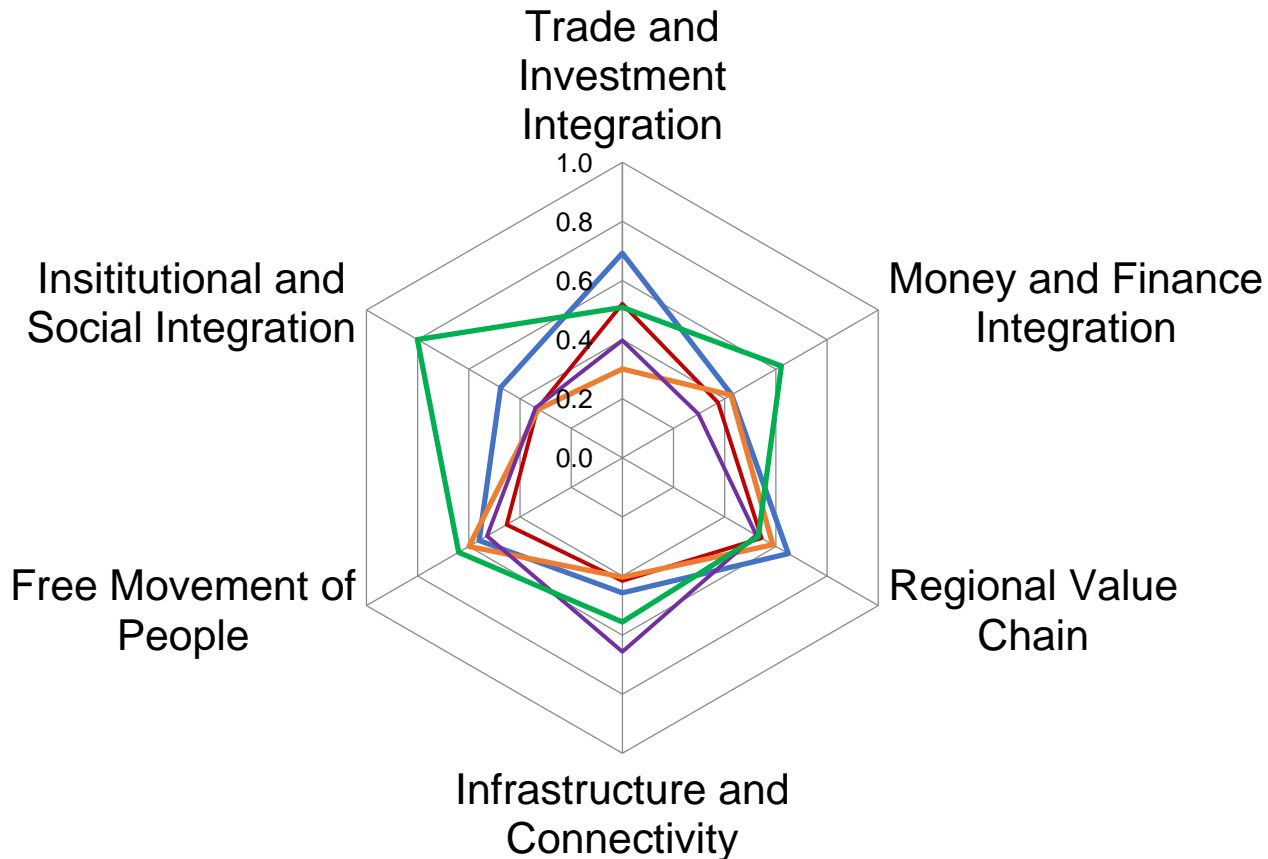 Trade and
Investment
Integration
1.0
0.8
0.6
0.4
0.2
0.0
Money and Finance
Integration
Regional Value
Chain
Infrastructure and
Connectivity
Free Movement of
People
Insititutional and
Social Integration